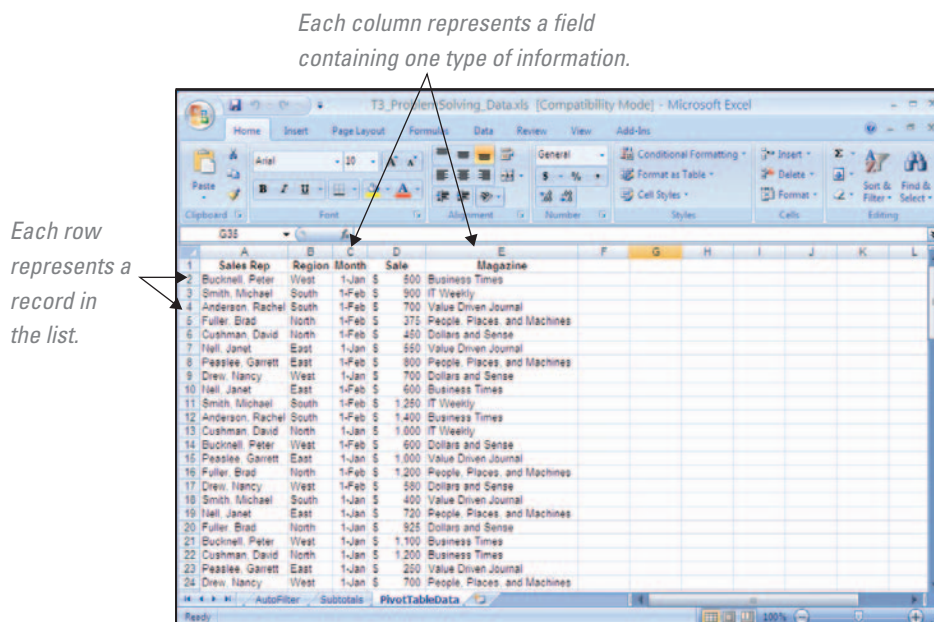 Each column represents a field
containing one type of information.
T3_ProblemSolving_Data.xls [Compatibility Mode] - Microsoft Excel
Home Insert Page Layout Formulas Data Review View Add-Ins
Paste Arial 10 A A General Conditional Formatting Insert Σ
B I U A $ % , Format as Table Delete Sort & Find &
Cell Styles Format Filter Select
Clipboard Font Alignment Number Styles Cells Editing
Each row
represents a
record in
the list.
G35 fx
A B C D E F G H I J K L
1 Sales Rep Region Month Sale Magazine
2 Bucknell, Peter West 1-Jan $ 500 Business Times
3 Smith, Michael South 1-Feb $ 900 IT Weekly
4 Anderson, Rachel South 1-Feb $ 700 Value Driven Journal
5 Fuller, Brad North 1-Feb $ 375 People, Places, and Machines
6 Cushman, David North 1-Feb $ 450 Dollars and Sense
7 Nell, Janet East 1-Jan $ 550 Value Driven Journal
8 Peaslee, Garrett East 1-Feb $ 800 People, Places, and Machines
9 Drew, Nancy West 1-Jan $ 700 Dollars and Sense
10 Nell, Janet East 1-Feb $ 600 Business Times
11 Smith, Michael South 1-Feb $ 1,250 IT Weekly
12 Anderson, Rachel South 1-Feb $ 1,400 Business Times
13 Cushman, David North 1-Jan $ 1,000 IT Weekly
14 Bucknell, Peter West 1-Feb $ 600 Dollars and Sense
15 Peaslee, Garrett East 1-Jan $ 1,000 Value Driven Journal
16 Fuller, Brad North 1-Feb $ 1,200 People, Places, and Machines
17 Drew, Nancy West 1-Feb $ 580 Dollars and Sense
18 Smith, Michael South 1-Jan $ 400 Value Driven Journal
19 Nell, Janet East 1-Jan $ 720 People, Places, and Machines
20 Fuller, Brad North 1-Jan $ 925 Dollars and Sense
21 Bucknell, Peter West 1-Jan $ 1,100 Business Times
22 Cushman, David North 1-Jan $ 1,200 Business Times
23 Peaslee, Garrett East 1-Jan $ 250 Value Driven Journal
24 Drew, Nancy West 1-Jan $ 700 People, Places, and Machines
AutoFilter Subtotals PivotTableData
Ready 100%